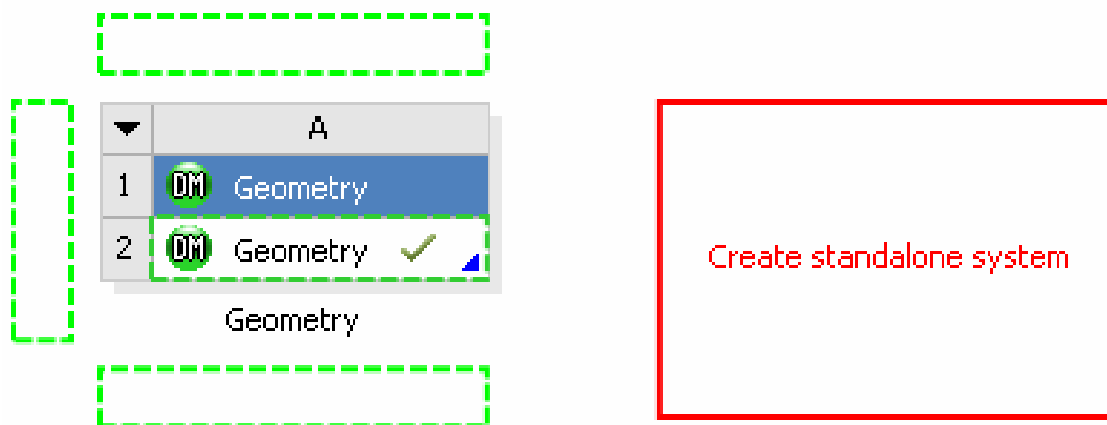 A
1 DM Geometry
2 DM Geometry
Geometry
Create standalone system